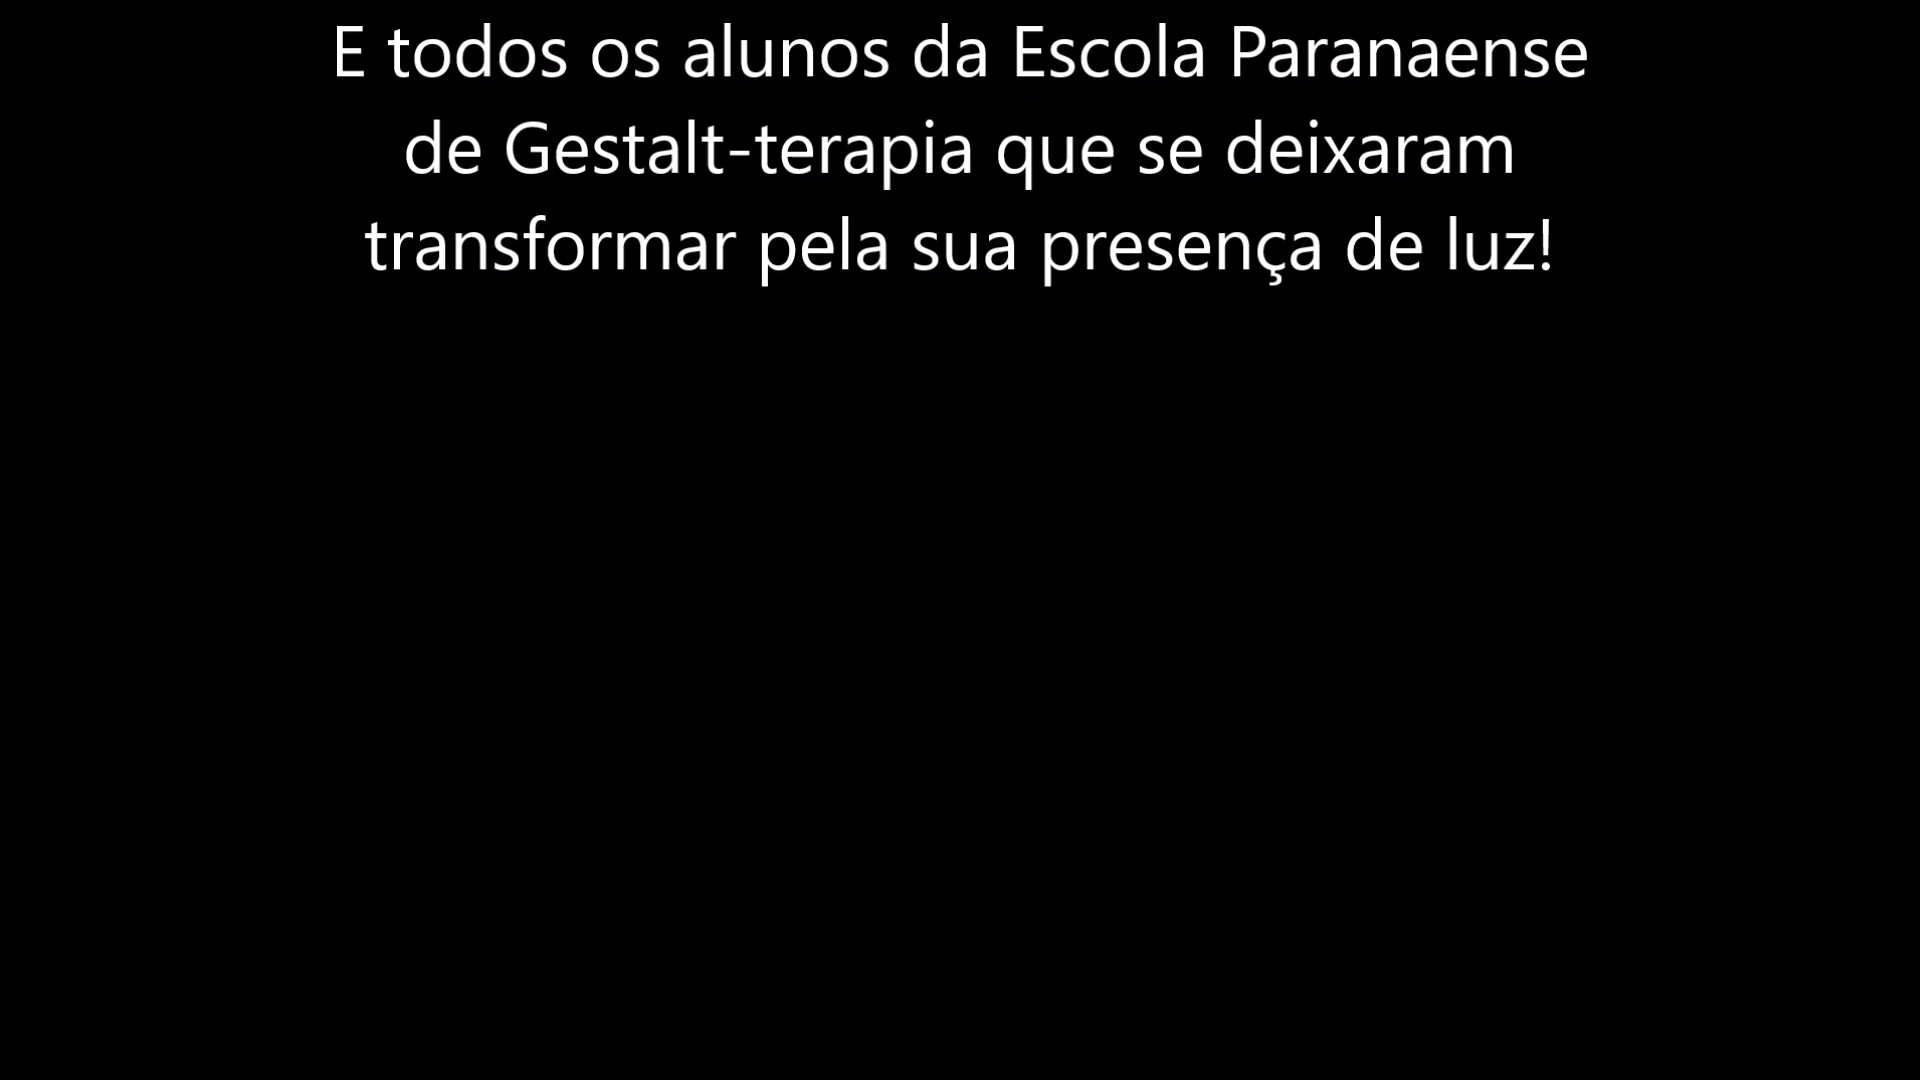 E todos os alunos da Escola Paranaense
de Gestalt-terapia que se deixaram
transformar pela sua presença de luz!